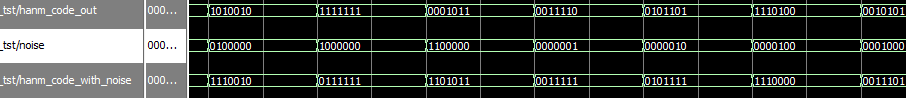 _tst/hanm_code_out 000... 1010010 1111111 0001011 0011110 0101101 1110100 0010101
_tst/noise 000... 0100000 1000000 1100000 0000001 0000010 0000100 0001000
_tst/hanm_code_with_noise 000... 1110010 0111111 1101011 0011111 0101111 1110000 0011101